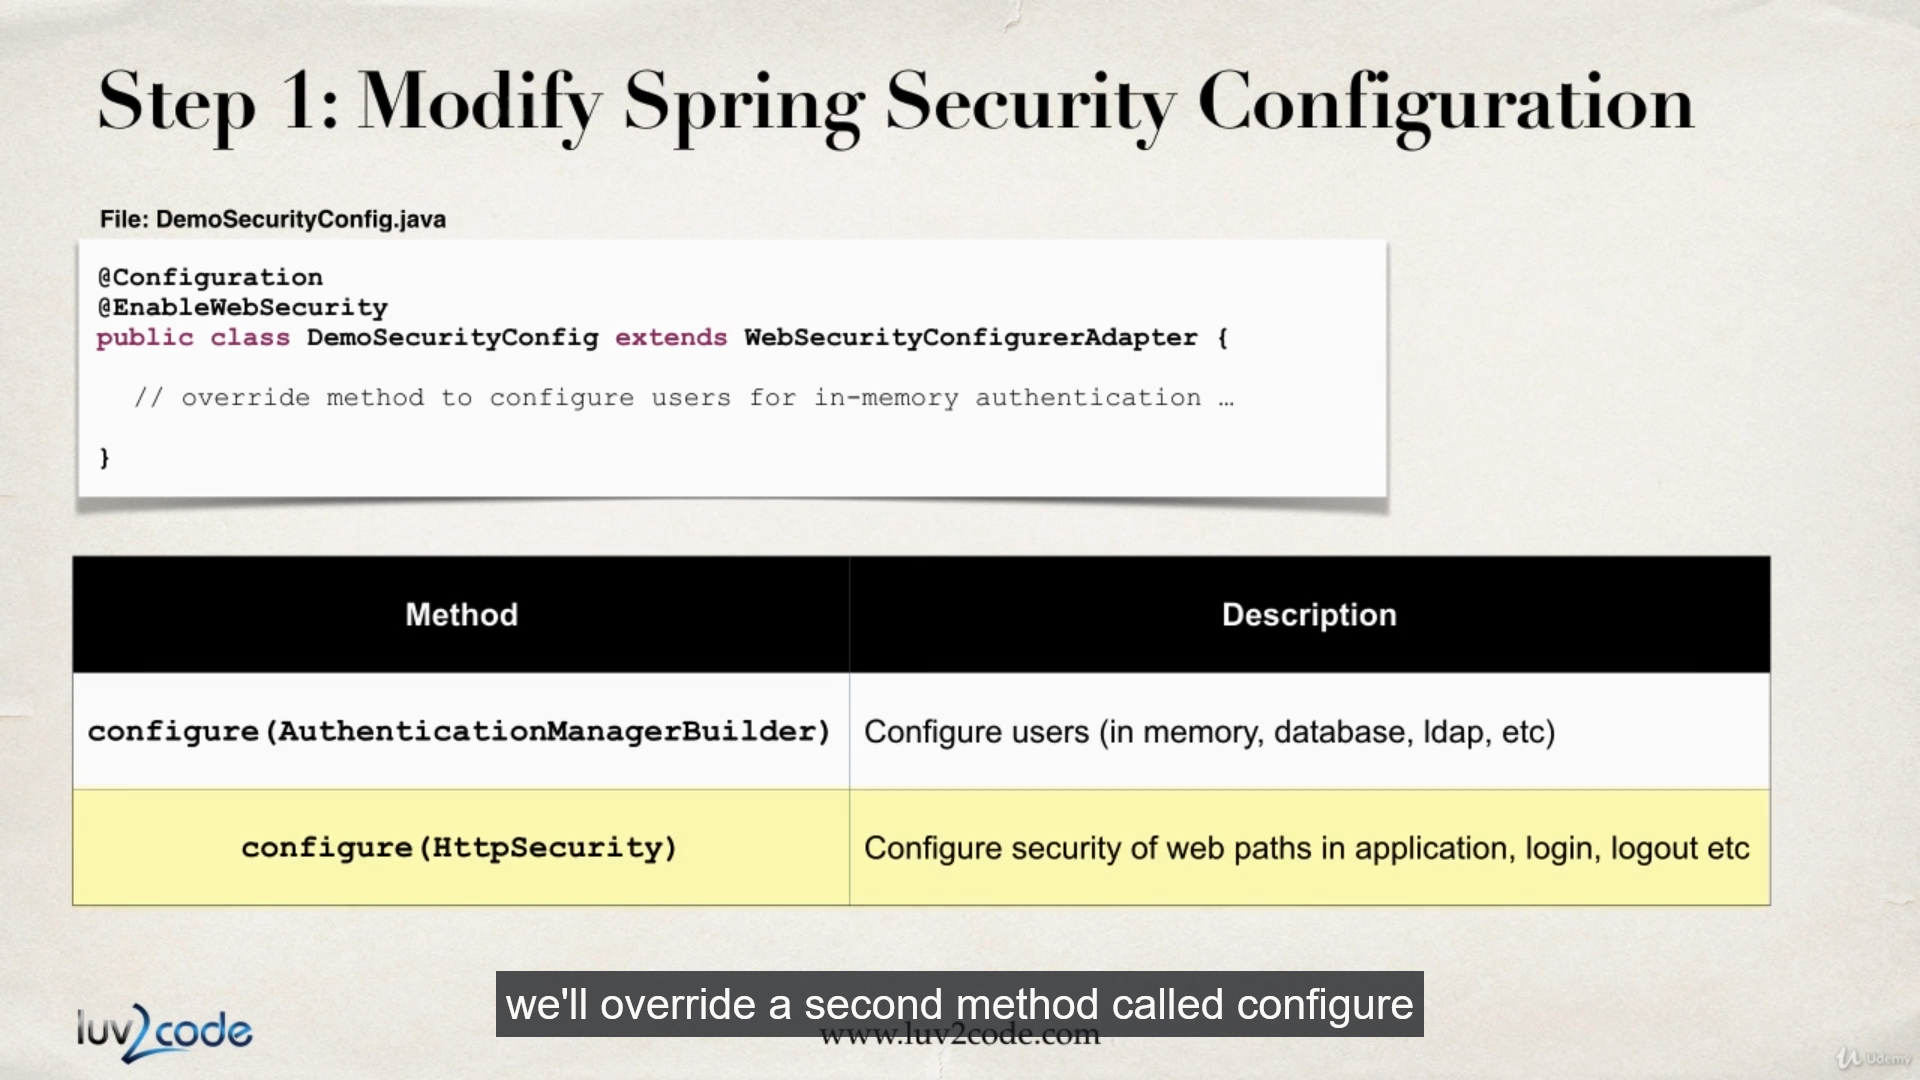 Step 1: Modify Spring Security Configuration
File: DemoSecurityConfig.java
@Configuration
@EnableWebSecurity
public class DemoSecurityConfig extends WebSecurityConfigurerAdapter {
// override method to configure users for in-memory authentication …
}
Method Description
configure(AuthenticationManagerBuilder) Configure users (in memory, database, ldap, etc)
configure(HttpSecurity) Configure security of web paths in application, login, logout etc
we'll override a second method called configure
luv2code
www.luv2code.com
Udemy